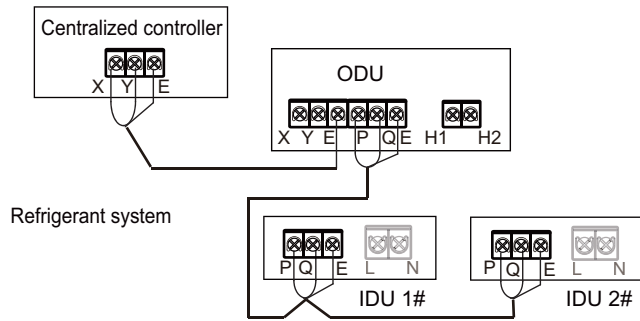 Centralized controller
X Y E
ODU
X Y E P Q E H1 H2
Refrigerant system
P Q E L N
IDU 1#
P Q E L N
IDU 2#